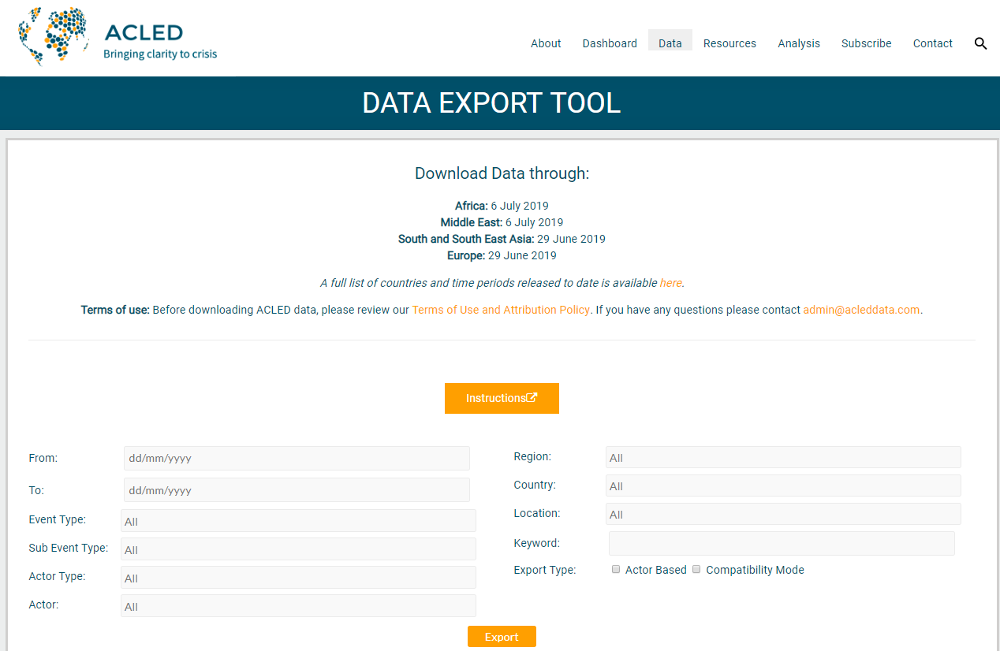 ACLED
Bringing clarity to crisis
About Dashboard Data Resources Analysis Subscribe Contact
DATA EXPORT TOOL
Download Data through:
Africa: 6 July 2019
Middle East: 6 July 2019
South and South East Asia: 29 June 2019
Europe: 29 June 2019
A full list of countries and time periods released to date is available here.
Terms of use: Before downloading ACLED data, please review our Terms of Use and Attribution Policy. If you have any questions please contact admin@acleddata.com.
Instructions
From: dd/mm/yyyy
To: dd/mm/yyyy
Event Type: All
Sub Event Type: All
Actor Type: All
Actor: All
Region: All
Country: All
Location: All
Keyword:
Export Type: Actor Based Compatibility Mode
Export